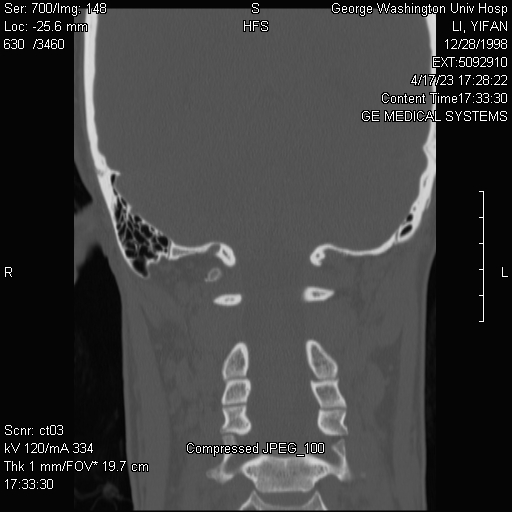 Ser: 700/Img: 148
Loc: -25.6 mm
630 /3460
S
HFS
George Washington Univ Hosp
LI, YIFAN
12/28/1998
EXT:5092910
4/17/23 17:28:22
Content Time17:33:30
GE MEDICAL SYSTEMS
R
L
Scnr: ct03
kV 120/mA 334
Thk 1 mm/FOV* 19.7 cm
17:33:30
Compressed JPEG_100